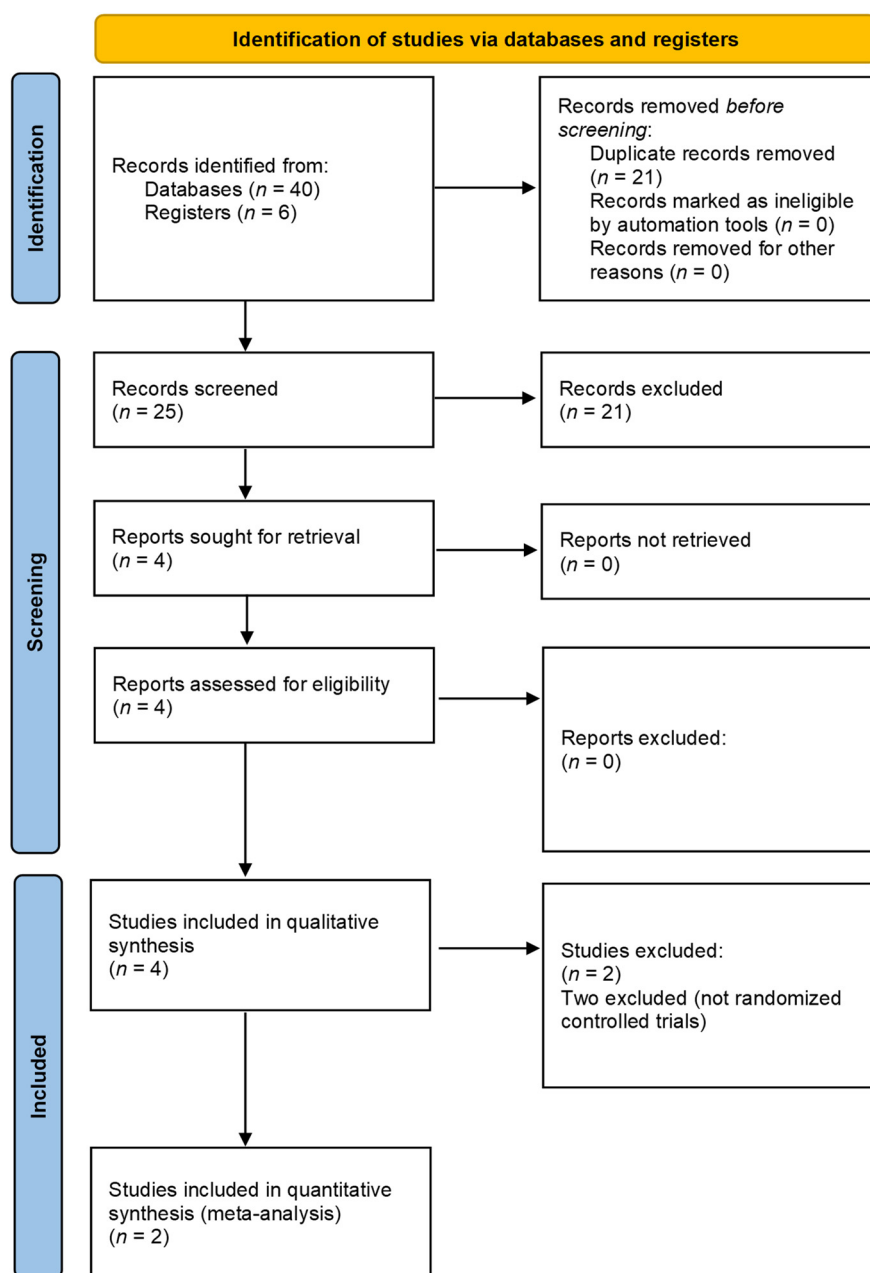 Identification of studies via databases and registers
Identification
Records identified from:
Databases (n = 40)
Registers (n = 6)
Records removed before
screening:
Duplicate records removed
(n = 21)
Records marked as ineligible
by automation tools (n = 0)
Records removed for other
reasons (n = 0)
Screening
Records screened
(n = 25)
Records excluded
(n = 21)
Reports sought for retrieval
(n = 4)
Reports not retrieved
(n = 0)
Reports assessed for eligibility
(n = 4)
Reports excluded:
(n = 0)
Included
Studies included in qualitative
synthesis
(n = 4)
Studies excluded:
(n = 2)
Two excluded (not randomized
controlled trials)
Studies included in quantitative
synthesis (meta-analysis)
(n = 2)